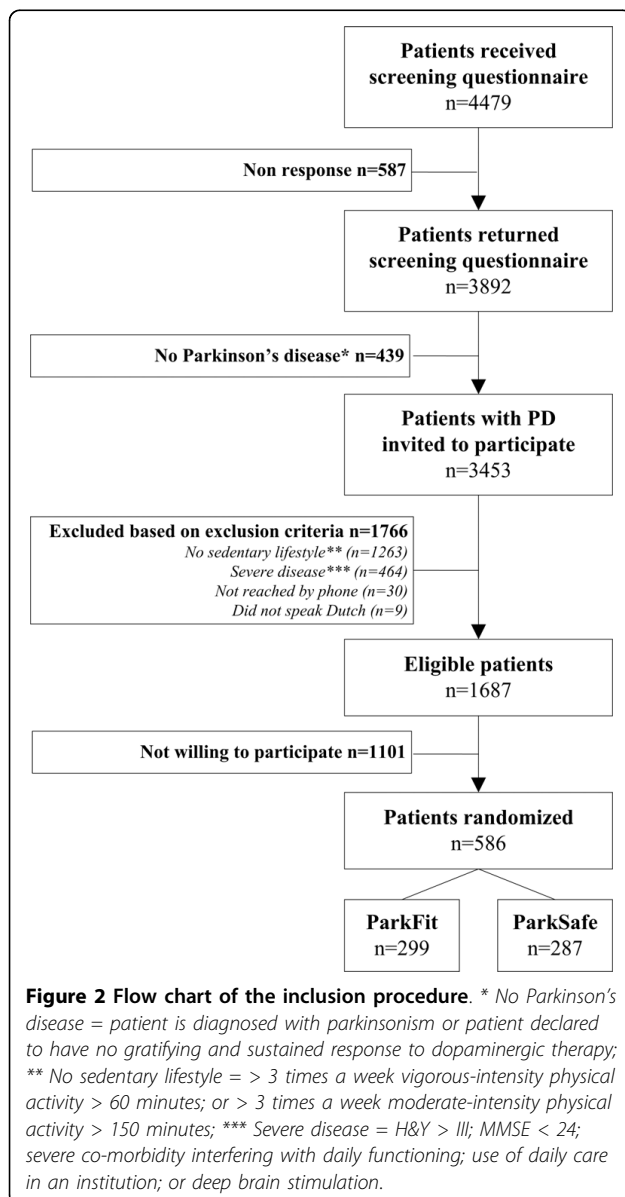 Patients received
screening questionnaire
n=4479
Non response n=587
Patients returned
screening questionnaire
n=3892
No Parkinson's disease* n=439
Patients with PD
invited to participate
n=3453
Excluded based on exclusion criteria n=1766
No sedentary lifestyle** (n=1263)
Severe disease*** (n=464)
Not reached by phone (n=30)
Did not speak Dutch (n=9)
Eligible patients
n=1687
Not willing to participate n=1101
Patients randomized
n=586
ParkFit
n=299
ParkSafe
n=287
Figure 2 Flow chart of the inclusion procedure. * No Parkinson's
disease = patient is diagnosed with parkinsonism or patient declared
to have no gratifying and sustained response to dopaminergic therapy;
** No sedentary lifestyle = > 3 times a week vigorous-intensity physical
activity > 60 minutes; or > 3 times a week moderate-intensity physical
activity > 150 minutes; *** Severe disease = H&Y > III; MMSE < 24;
severe co-morbidity interfering with daily functioning; use of daily care
in an institution; or deep brain stimulation.